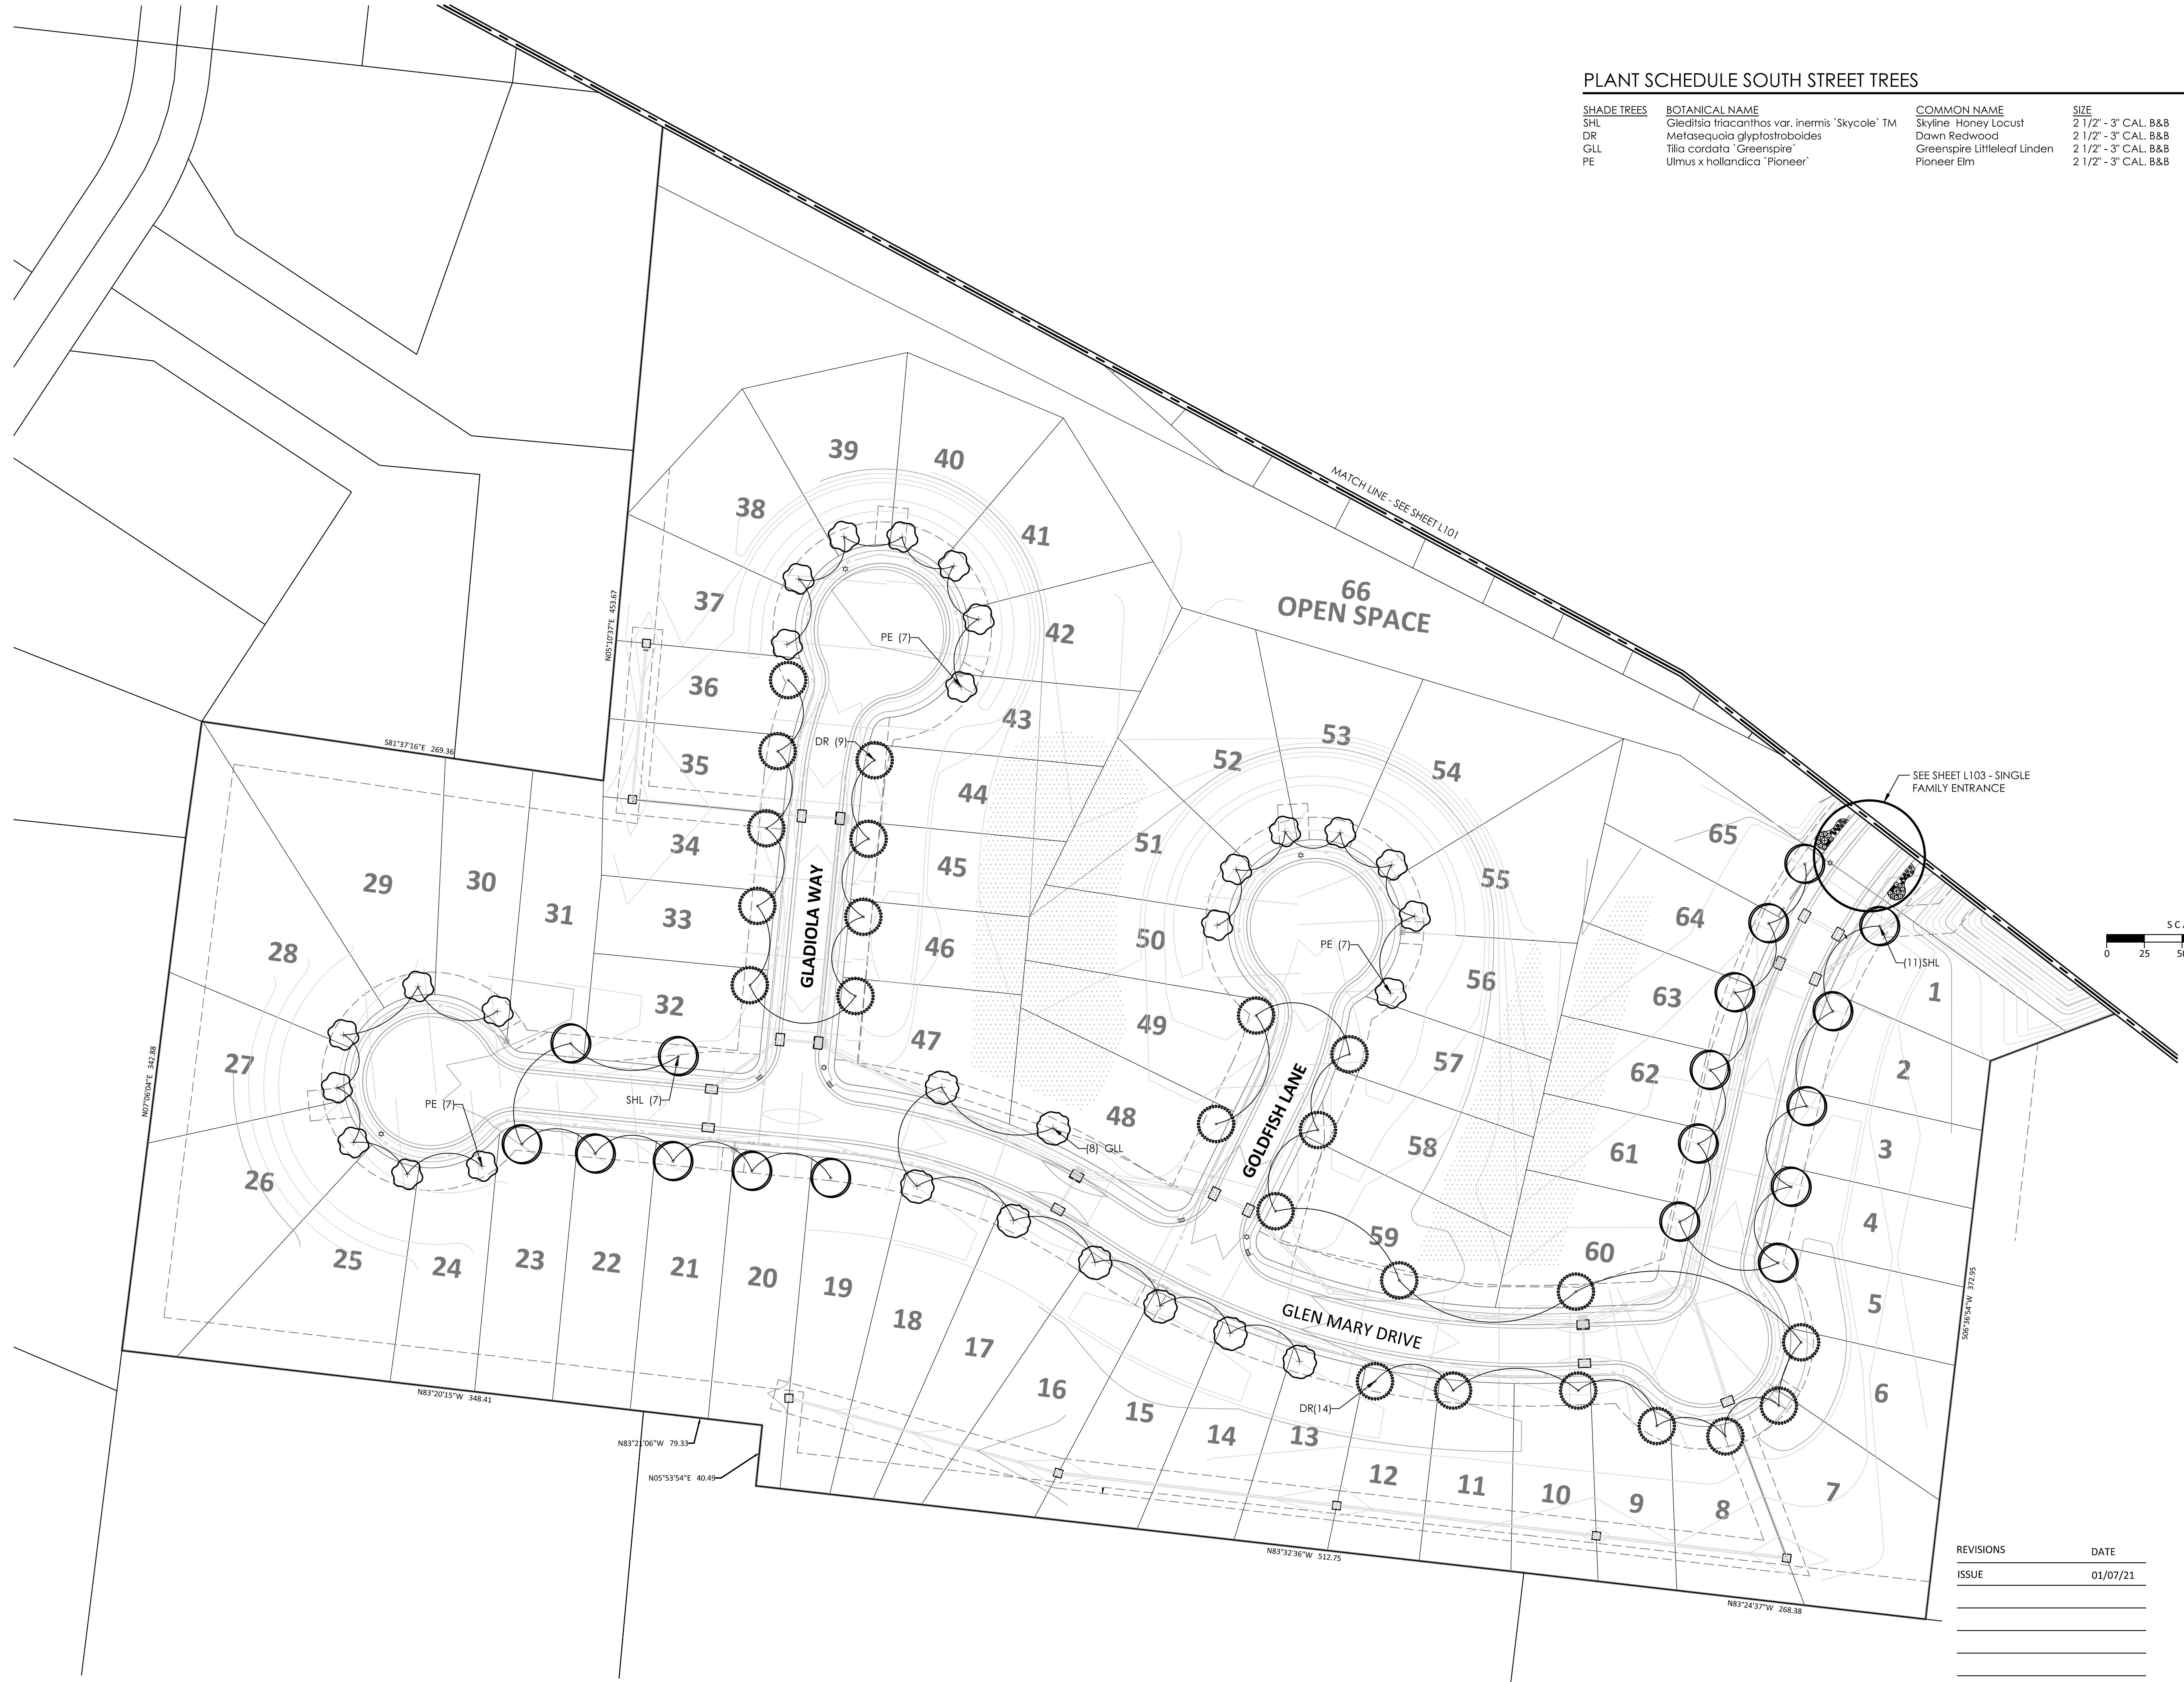 PLANT SCHEDULE SOUTH STREET TREES
SHADE TREES BOTANICAL NAME COMMON NAME SIZE
SHL Gleditsia triacanthos var. inermis `Skycole` TM Skyline Honey Locust 2 1/2" - 3" CAL. B&B
DR Metasequoia glyptostroboides Dawn Redwood 2 1/2" - 3" CAL. B&B
GLL Tilia cordata `Greenspire` Greenspire Littleleaf Linden 2 1/2" - 3" CAL. B&B
PE Ulmus x hollandica `Pioneer` Pioneer Elm 2 1/2" - 3" CAL. B&B
MATCH LINE - SEE SHEET L101
39
40
38
41
37
42
36
43
35
44
34
45
33
46
32
47
PE (7)
DR (9)
GLADIOLA WAY
N05°10'37"E 453.67
66
OPEN SPACE
53
52
54
51
55
50
56
49
57
48
58
59
60
PE (7)
GOLDFISH LANE
SEE SHEET L103 - SINGLE
FAMILY ENTRANCE
65
64
63
62
61
(11)SHL
1
2
3
4
5
6
7
S06°36'54"W 372.95
S C A
0 25 50
S81°37'16"E 269.36
29
30
31
28
27
26
25
24
23
22
21
20
19
18
17
16
15
14
13
12
11
10
9
8
PE (7)
SHL (7)
(8) GLL
GLEN MARY DRIVE
DR(14)
N07°06'04"E 342.88
N83°20'15"W 348.41
N83°21'06"W 79.33
N05°53'54"E 40.49
N83°32'36"W 512.75
N83°24'37"W 268.38
REVISIONS DATE
ISSUE 01/07/21